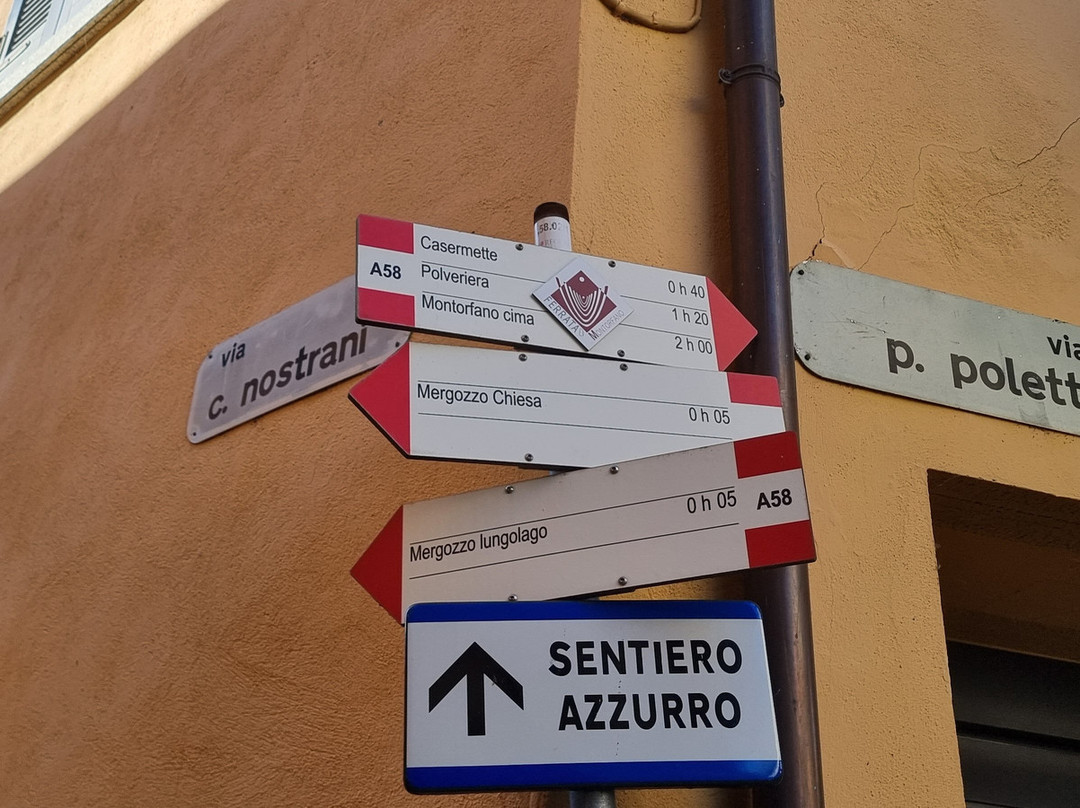 via
c. nostrani
A58
Casermette 0 h 40
Polveriera 1 h 20
Montorfano cima 2 h 00
FERRATA
MONTORFANO
Mergozzo Chiesa 0 h 05
Mergozzo lungolago 0 h 05
A58
SENTIERO
AZZURRO
via
p. polett